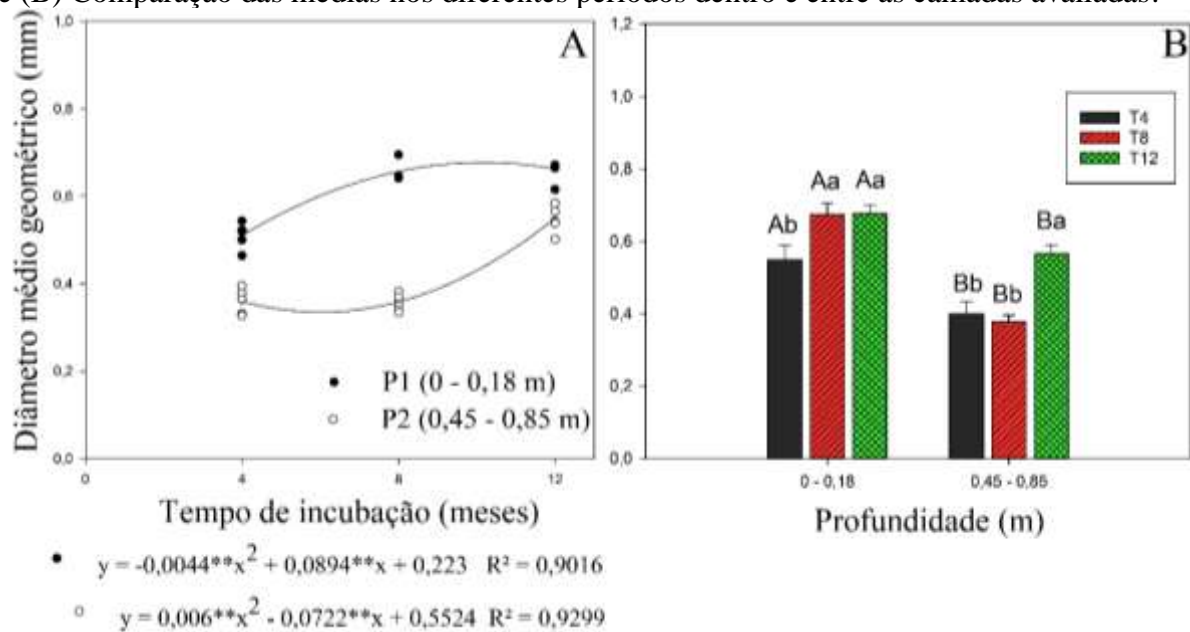 e (B) Comparação das médias nos diferentes períodos dentro e entre as camadas avaliadas.
Diâmetro médio geométrico (mm)
1,0
0,8
0,6
0,4
0,2
0,0
A
P1 (0 - 0,18 m)
P2 (0,45 - 0,85 m)
0 4 8 12
Tempo de incubação (meses)
y = -0,0044**x² + 0,0894**x + 0,223 R² = 0,9016
y = 0,006**x² - 0,0722**x + 0,5524 R² = 0,9299
1,2
1,0
0,8
0,6
0,4
0,2
0,0
B
T4
T8
T12
Ab Aa Aa Bb Bb Ba
0 - 0,18 0,45 - 0,85
Profundidade (m)